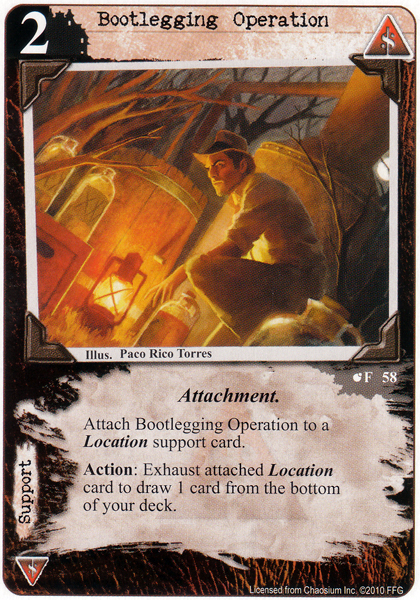 Bootlegging Operation
2
Illus. Paco Rico Torres
F 58
Attachment.
Attach Bootlegging Operation to a
Location support card.
Action: Exhaust attached Location
card to draw 1 card from the bottom
of your deck.
Support
Licensed from Chaosium Inc. ©2010 FFG